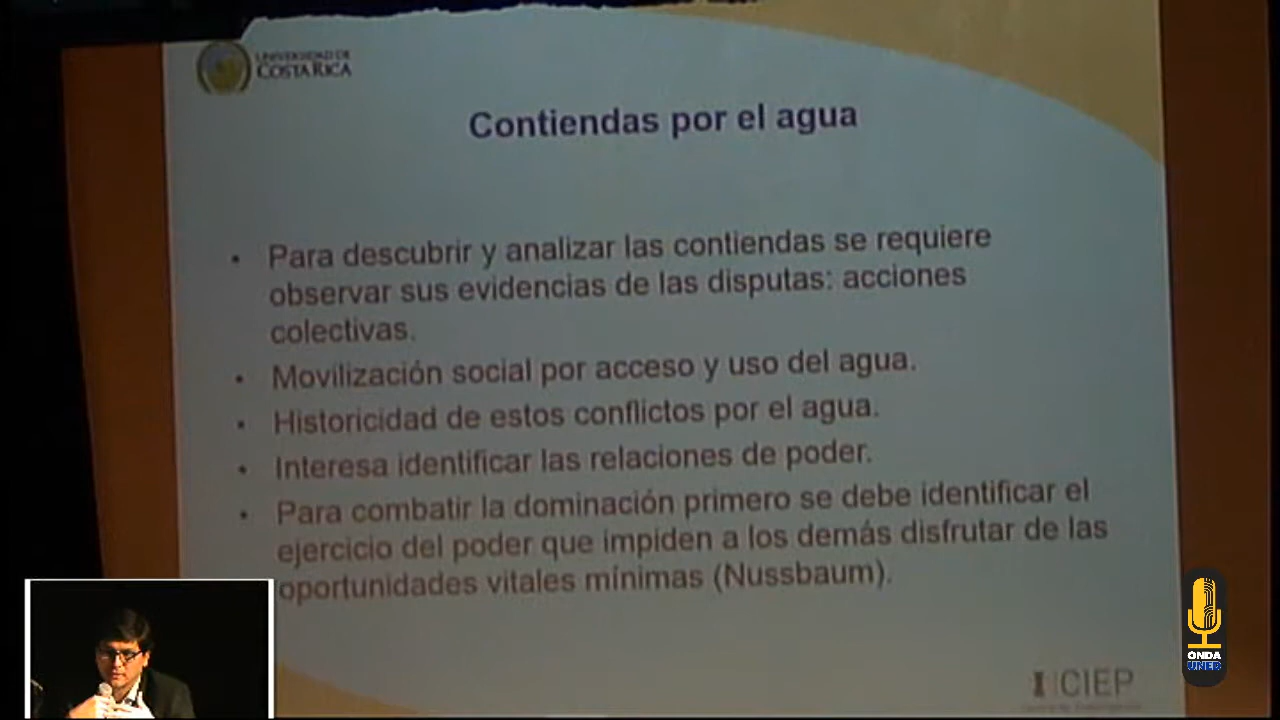 UNIVERSIDAD DE
COSTA RICA
Contiendas por el agua
• Para descubrir y analizar las contiendas se requiere
observar sus evidencias de las disputas: acciones
colectivas.
• Movilización social por acceso y uso del agua.
• Historicidad de estos conflictos por el agua.
• Interesa identificar las relaciones de poder.
• Para combatir la dominación primero se debe identificar el
ejercicio del poder que impiden a los demás disfrutar de las
oportunidades vitales mínimas (Nussbaum).
CIEP
ONDA
UNED